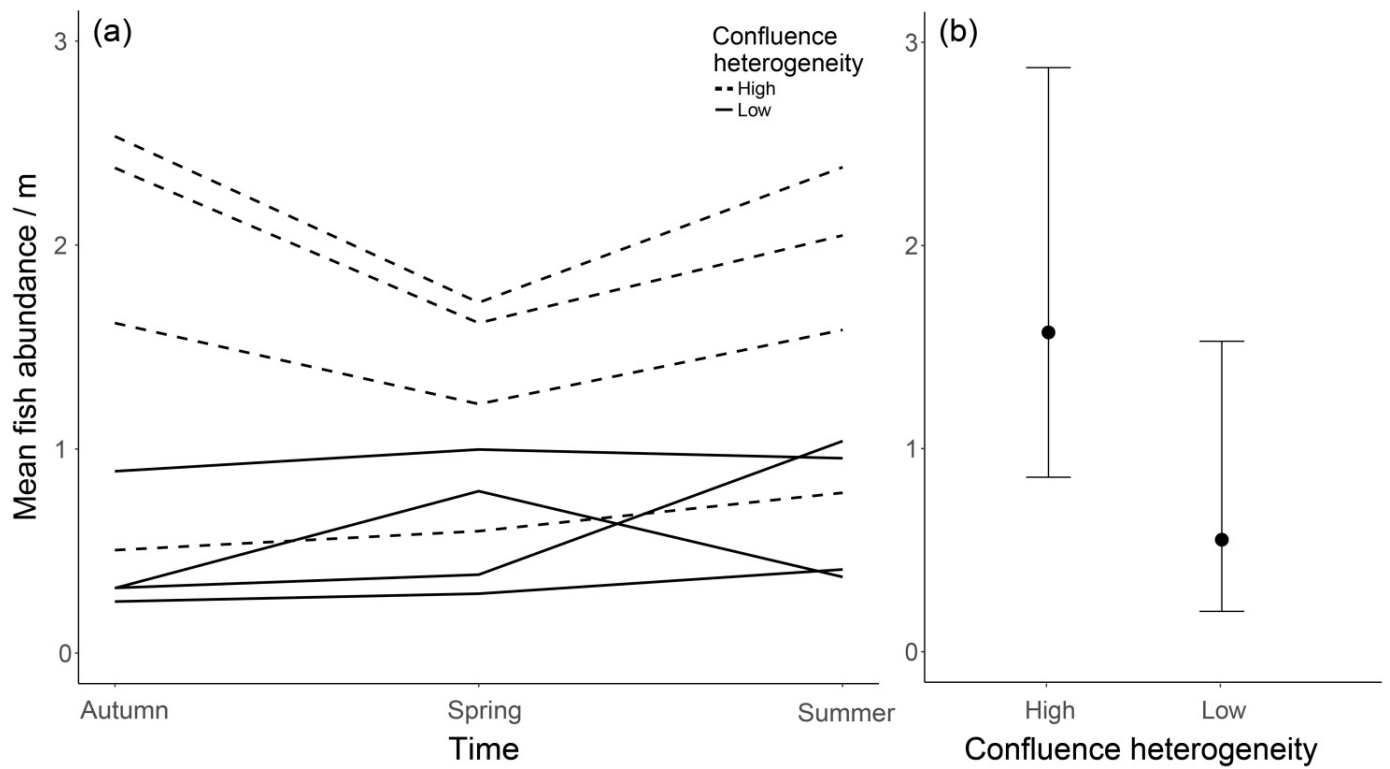 (a)
Confluence
heterogeneity
High
Low
Mean fish abundance / m
3
2
1
0
Autumn
Spring
Summer
Time
(b)
3
2
1
0
High
Low
Confluence heterogeneity